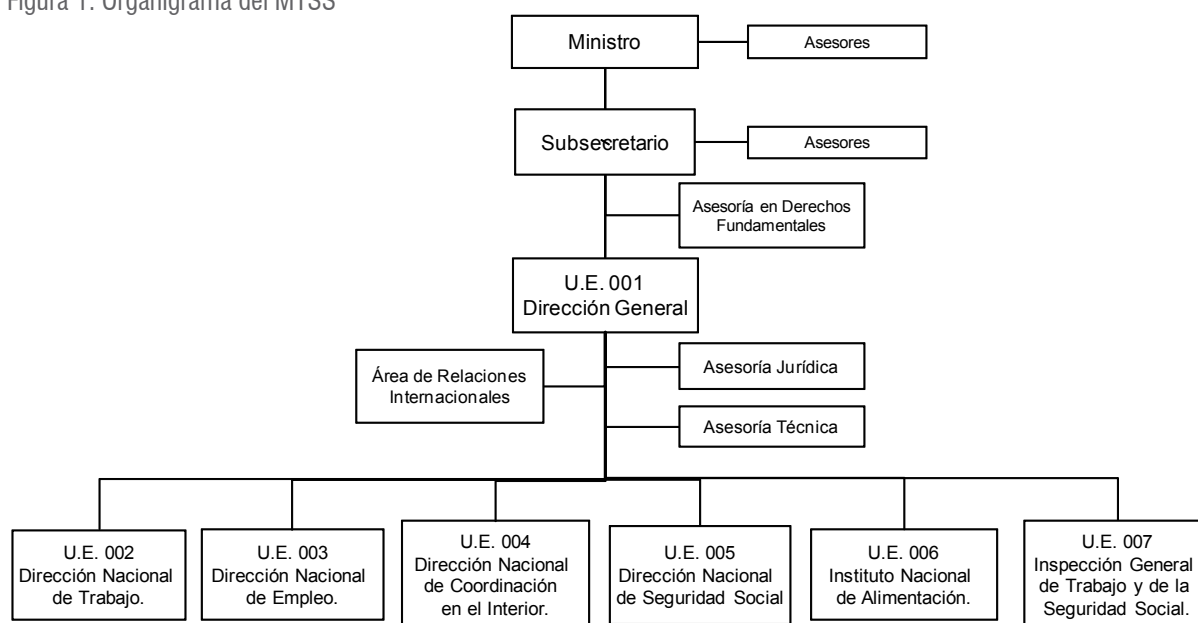 Figura 1. Organigrama del MTSS
Ministro
Asesores
Subsecretario
Asesores
Asesoría en Derechos
Fundamentales
U.E. 001
Dirección General
Área de Relaciones
Internacionales
Asesoría Jurídica
Asesoría Técnica
U.E. 002
Dirección Nacional
de Trabajo.
U.E. 003
Dirección Nacional
de Empleo.
U.E. 004
Dirección Nacional
de Coordinación
en el Interior.
U.E. 005
Dirección Nacional
de Seguridad Social
U.E. 006
Instituto Nacional
de Alimentación.
U.E. 007
Inspección General
de Trabajo y de la
Seguridad Social.